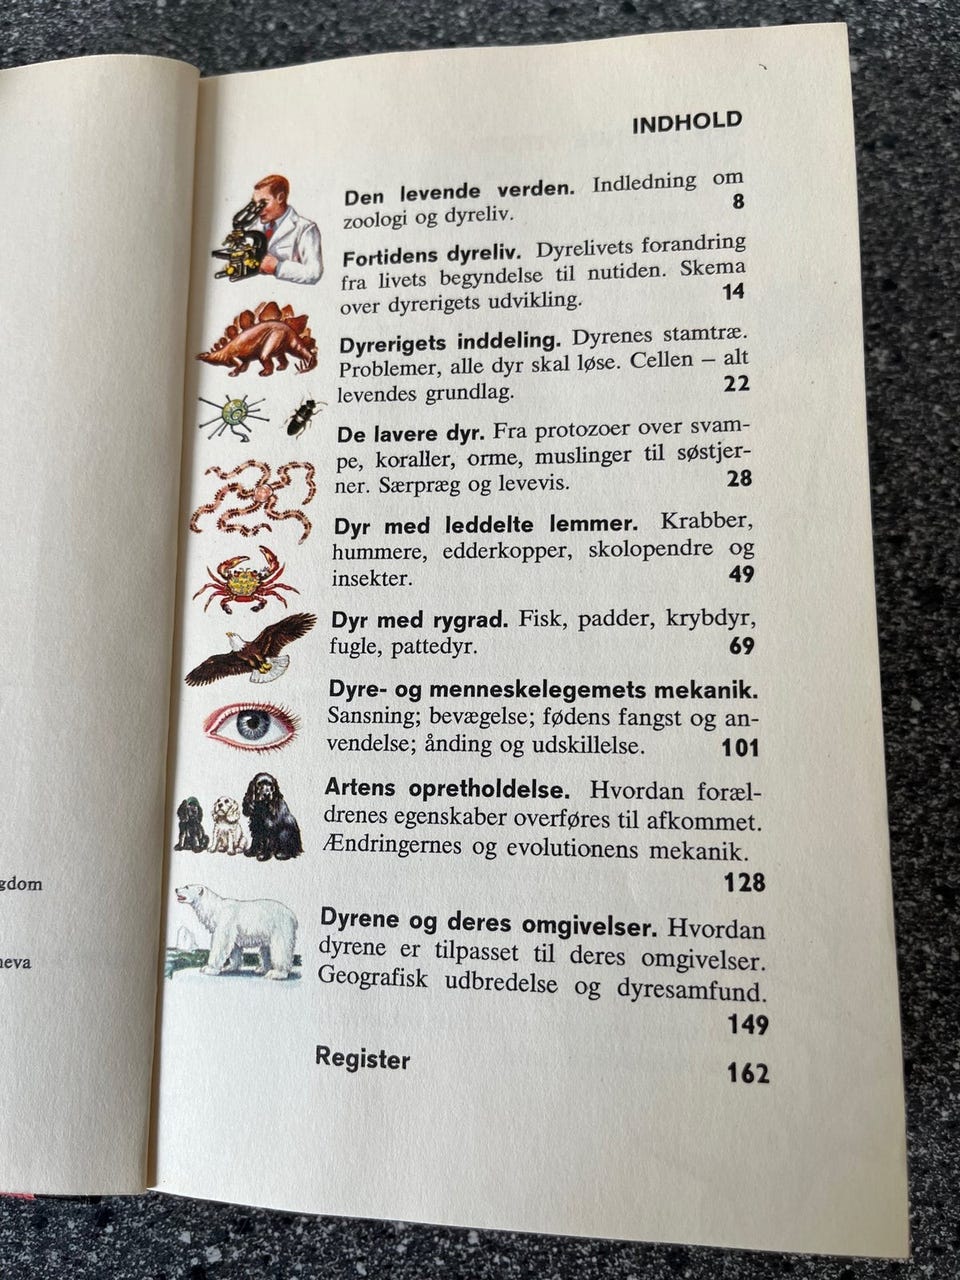 INDHOLD
Den levende verden. Indledning om
zoologi og dyreliv. 8
Fortidens dyreliv. Dyrelivets forandring
fra livets begyndelse til nutiden. Skema
over dyrerigets udvikling. 14
Dyrerigets inddeling. Dyrenes stamtræ.
Problemer, alle dyr skal løse. Cellen – alt
levendes grundlag. 22
De lavere dyr. Fra protozoer over svam-
pe, koraller, orme, muslinger til søstjer-
ner. Særpræg og levevis. 28
Dyr med leddelte lemmer. Krabber,
hummere, edderkopper, skolopendre og
insekter. 49
Dyr med rygrad. Fisk, padder, krybdyr,
fugle, pattedyr. 69
Dyre- og menneskelegemets mekanik.
Sansning; bevægelse; fødens fangst og an-
vendelse; ånding og udskillelse. 101
Artens opretholdelse. Hvordan foræl-
drenes egenskaber overføres til afkommet.
Ændringernes og evolutionens mekanik.
128
Dyrene og deres omgivelser. Hvordan
dyrene er tilpasset til deres omgivelser.
Geografisk udbredelse og dyresamfund.
149
Register 162
gdom
neva